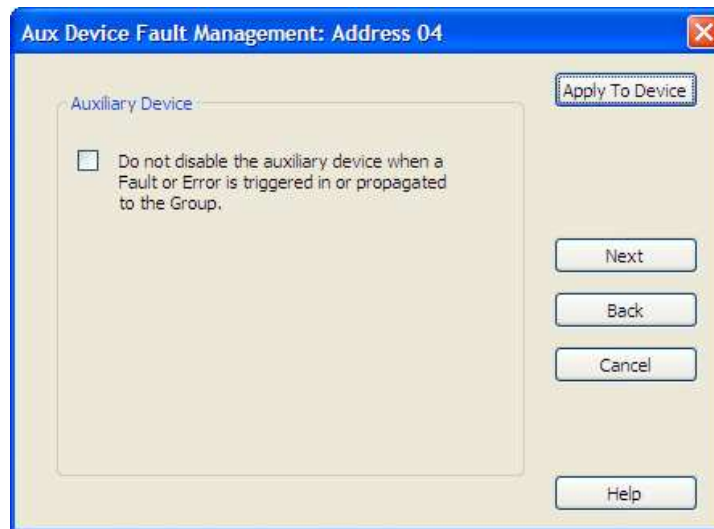 Aux Device Fault Management: Address 04
Apply To Device
Auxiliary Device
Do not disable the auxiliary device when a
Fault or Error is triggered in or propagated
to the Group.
Next
Back
Cancel
Help